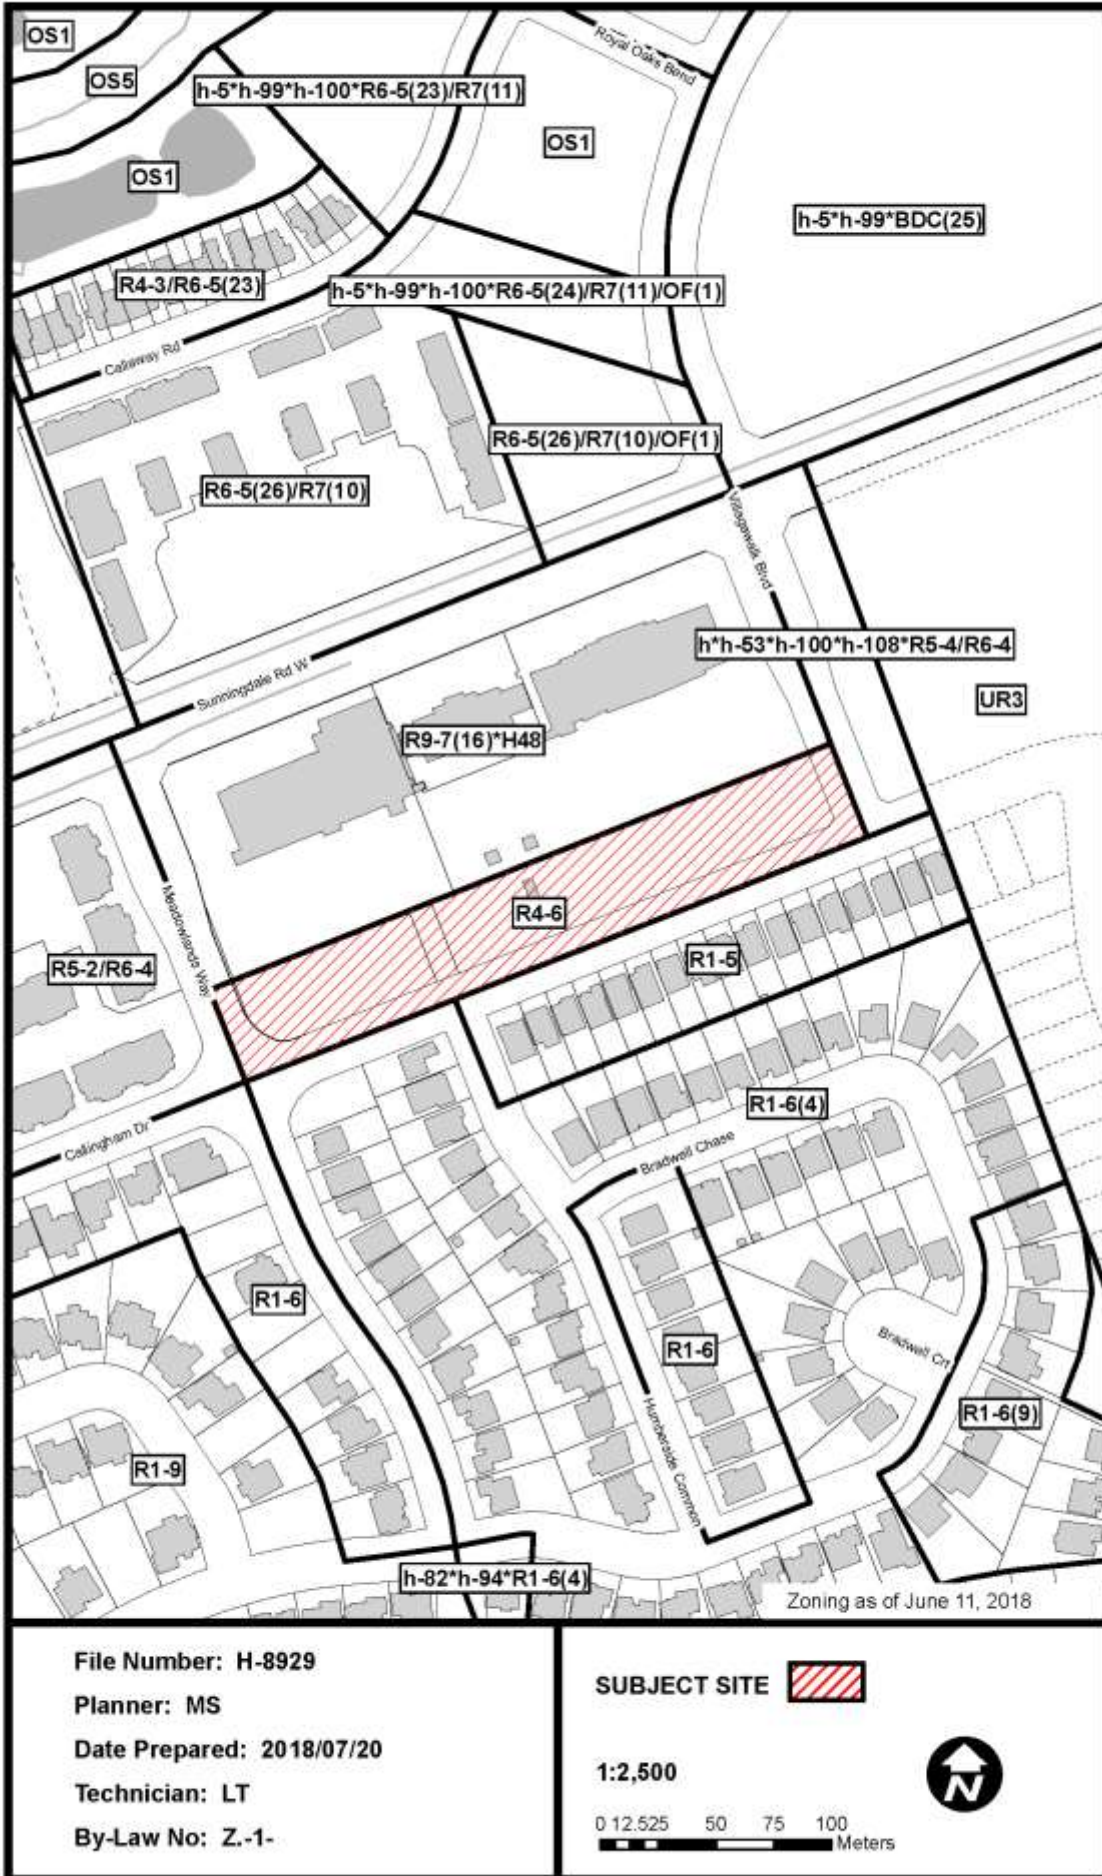 OS1
Royal Oaks Bend
OS5
h-5*h-99*h-100*R6-5(23)/R7(11)
OS1
OS1
h-5*h-99*BDC(25)
R4-3/R6-5(23)
h-5*h-99*h-100*R6-5(24)/R7(11)/OF(1)
Callaway Rd
R6-5(26)/R7(10)/OF(1)
R6-5(26)/R7(10)
Villagewalk Blvd
h*h-53*h-100*h-108*R5-4/R6-4
Sunningdale Rd W
UR3
R9-7(16)*H48
Meadowlands Way
R4-6
R5-2/R6-4
R1-5
R1-6(4)
Callingham Dr
Bradwell Chase
R1-6
R1-6
Bradwell Crt
Humberside Common
R1-6(9)
R1-9
h-82*h-94*R1-6(4)
Zoning as of June 11, 2018
File Number: H-8929
Planner: MS
Date Prepared: 2018/07/20
Technician: LT
By-Law No: Z.-1-
SUBJECT SITE
1:2,500
N
0 12.525 50 75 100
Meters